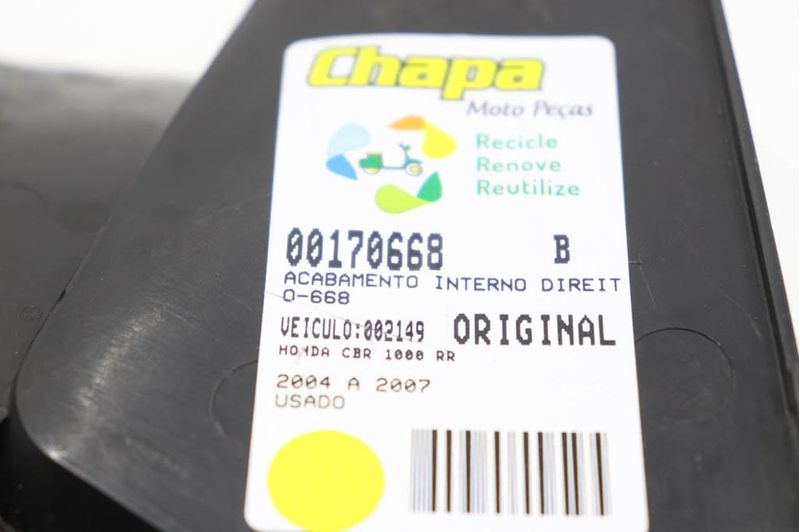 Chapa
Moto Peças
Recicle
Renove
Reutilize
00170668 B
ACABAMENTO INTERNO DIREIT
O-668
VEICULO:002149 ORIGINAL
HONDA CBR 1000 RR
2004 A 2007
USADO